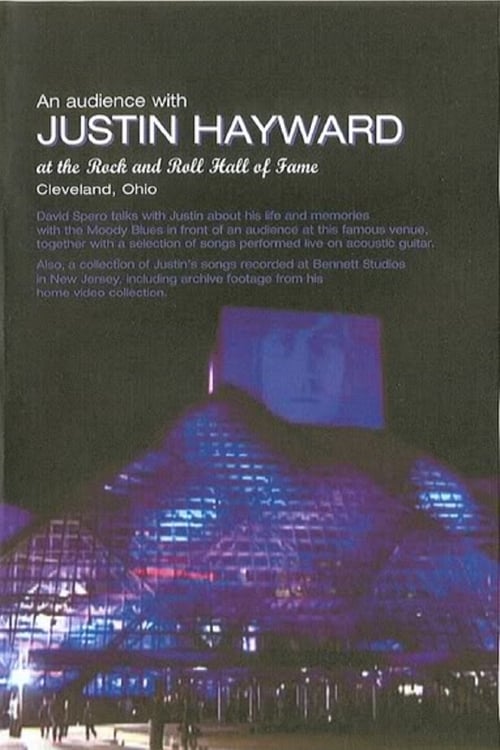 An audience with
JUSTIN HAYWARD
at the Rock and Roll Hall of Fame
Cleveland, Ohio
David Spero talks with Justin about his life and memories
with the Moody Blues in front of an audience at this famous venue,
together with a selection of songs performed live on acoustic guitar.
Also, a collection of Justin's songs recorded at Bennett Studios
in New Jersey, including archive footage from his
home video collection.